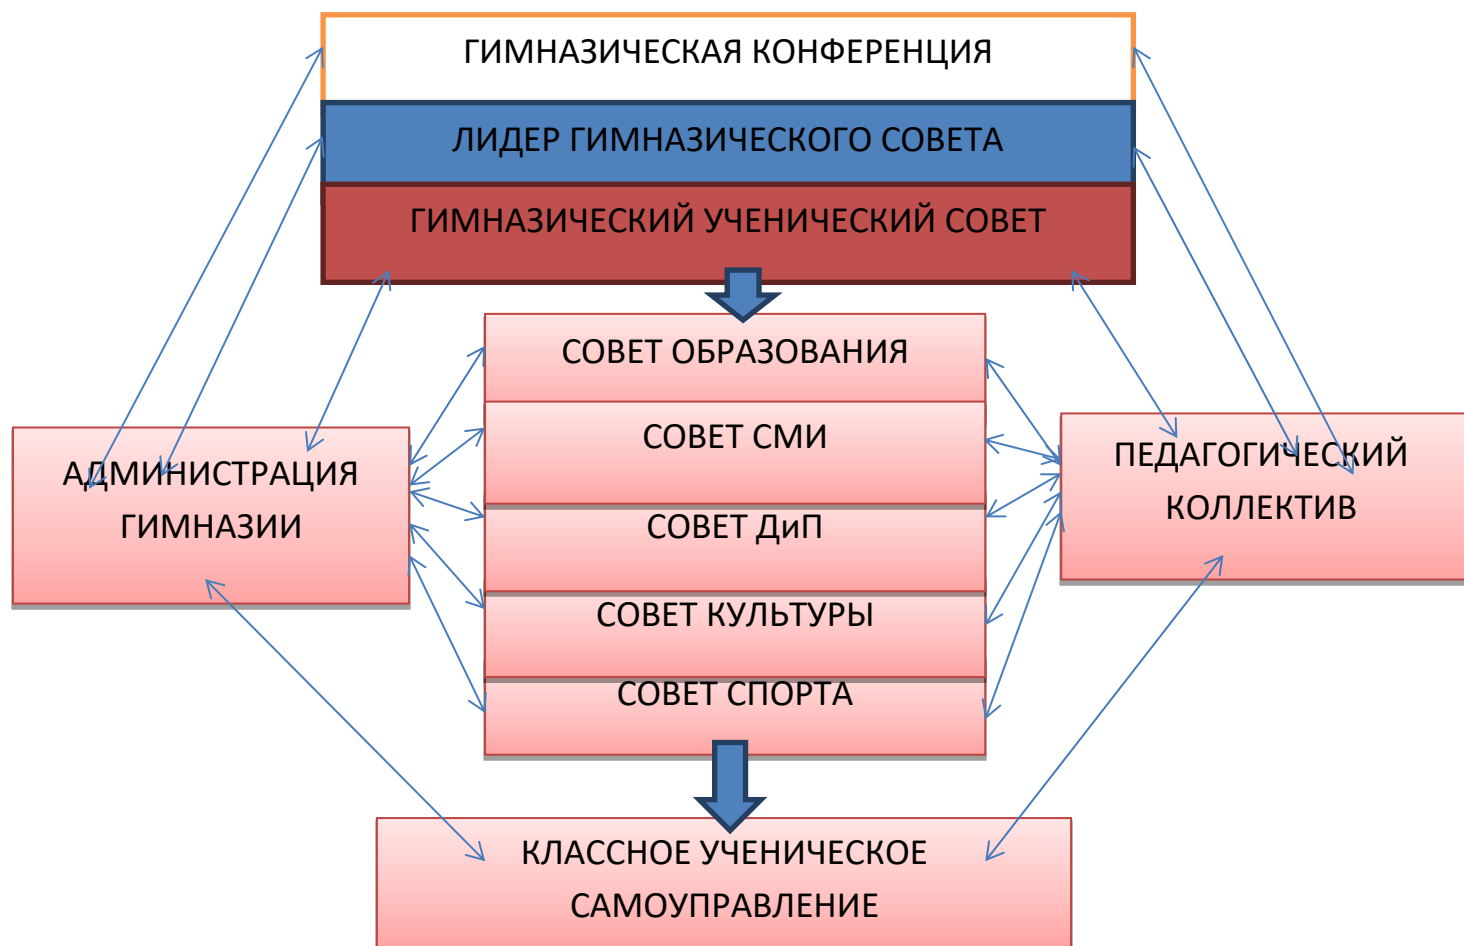 ГИМНАЗИЧЕСКАЯ КОНФЕРЕНЦИЯ
ЛИДЕР ГИМНАЗИЧЕСКОГО СОВЕТА
ГИМНАЗИЧЕСКИЙ УЧЕНИЧЕСКИЙ СОВЕТ
СОВЕТ ОБРАЗОВАНИЯ
СОВЕТ СМИ
СОВЕТ ДиП
СОВЕТ КУЛЬТУРЫ
СОВЕТ СПОРТА
АДМИНИСТРАЦИЯ
ГИМНАЗИИ
ПЕДАГОГИЧЕСКИЙ
КОЛЛЕКТИВ
КЛАССНОЕ УЧЕНИЧЕСКОЕ
САМОУПРАВЛЕНИЕ